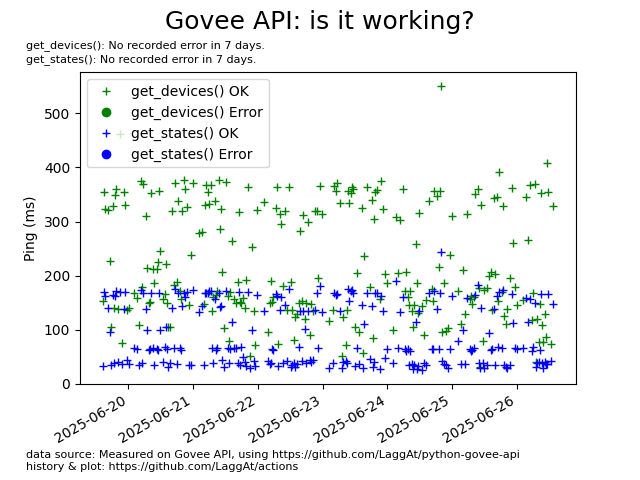 Govee API: is it working?
get_devices(): No recorded error in 7 days.
get_states(): No recorded error in 7 days.
get_devices() OK
get_devices() Error
get_states() OK
get_states() Error
Ping (ms)
500
400
300
200
100
0
2025-06-20
2025-06-21
2025-06-22
2025-06-23
2025-06-24
2025-06-25
2025-06-26
data source: Measured on Govee API, using https://github.com/LaggAt/python-govee-api
history & plot: https://github.com/LaggAt/actions